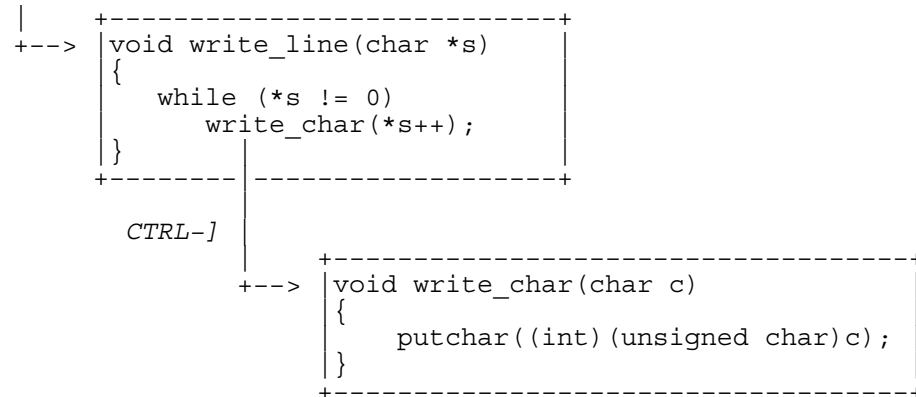 |     +------------------------------+
+--> |void write_line(char *s)     |
|{                             |
|   while (*s != 0)            |
|      write_char(*s++);       |
|}        |                    |
+--------|--------------------+
|
CTRL-]   |
|     +--------------------------------------+
+--> |void write_char(char c)               |
|{                                     |
|    putchar((int)(unsigned char)c);   |
|}                                     |
+--------------------------------------+